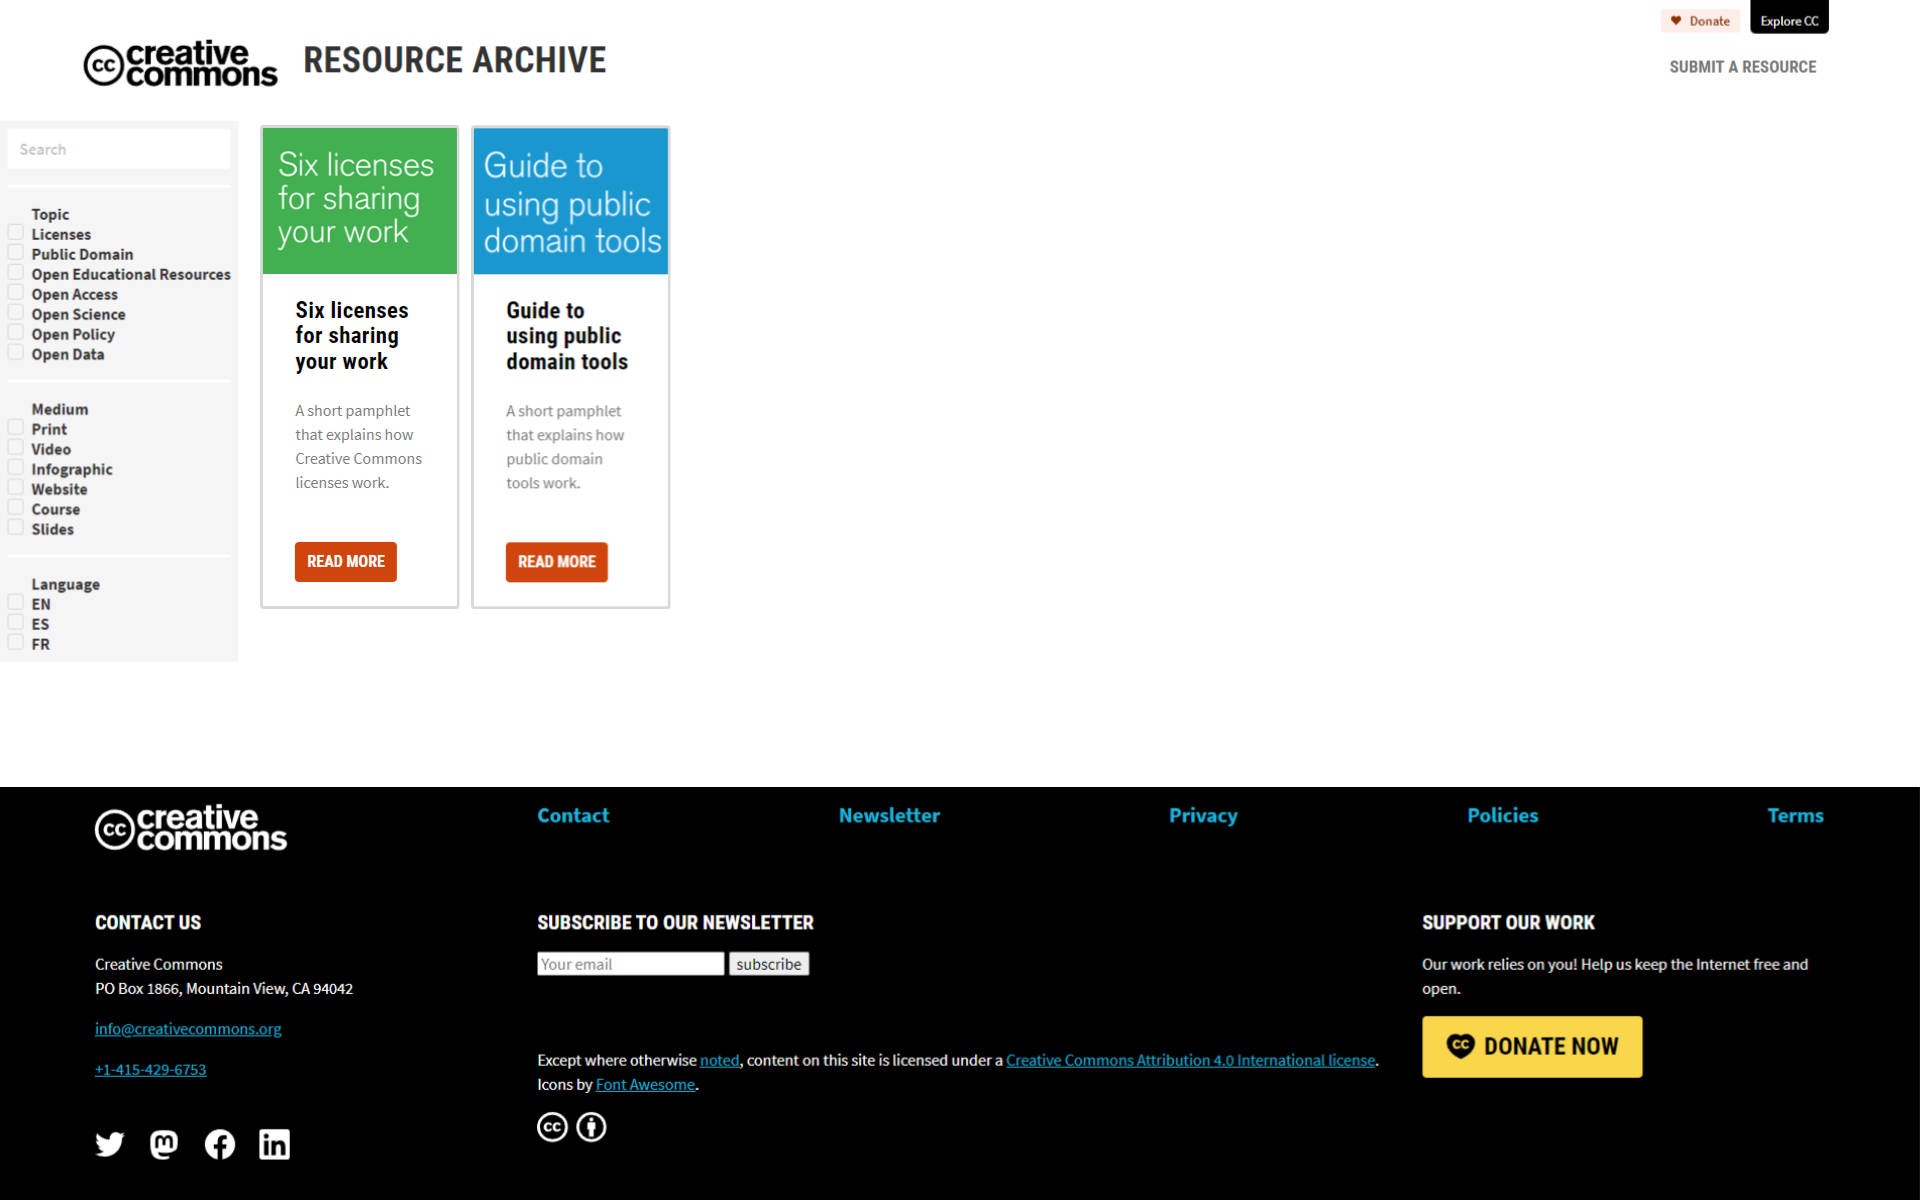 Donate
Explore CC
creative commons
RESOURCE ARCHIVE
SUBMIT A RESOURCE
Search
Topic
Licenses
Public Domain
Open Educational Resources
Open Access
Open Science
Open Policy
Open Data
Medium
Print
Video
Infographic
Website
Course
Slides
Language
EN
ES
FR
Six licenses
for sharing
your work
Six licenses
for sharing
your work
A short pamphlet
that explains how
Creative Commons
licenses work.
READ MORE
Guide to
using public
domain tools
Guide to
using public
domain tools
A short pamphlet
that explains how
public domain
tools work.
READ MORE
creative commons
Contact
Newsletter
Privacy
Policies
Terms
CONTACT US
Creative Commons
PO Box 1866, Mountain View, CA 94042
info@creativecommons.org
+1-415-429-6753
SUBSCRIBE TO OUR NEWSLETTER
Your email
subscribe
Except where otherwise noted, content on this site is licensed under a Creative Commons Attribution 4.0 International license.
Icons by Font Awesome.
SUPPORT OUR WORK
Our work relies on you! Help us keep the Internet free and
open.
DONATE NOW